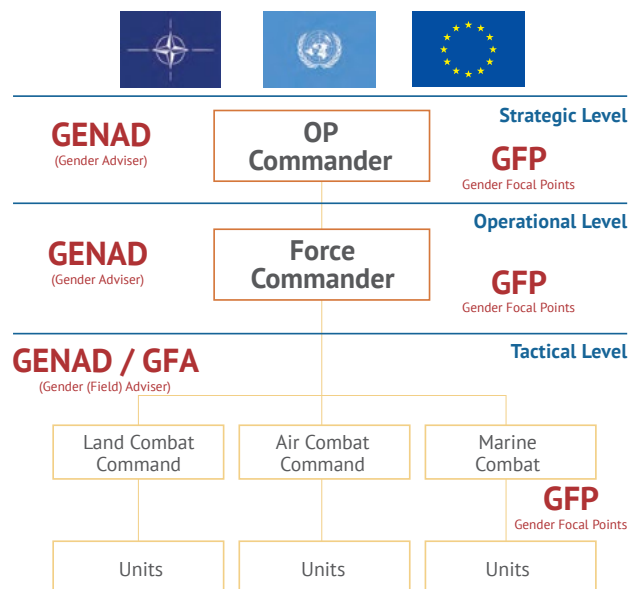 Strategic Level
GENAD
(Gender Adviser)
OP
Commander
GFP
Gender Focal Points
Operational Level
GENAD
(Gender Adviser)
Force
Commander
GFP
Gender Focal Points
Tactical Level
GENAD / GFA
(Gender (Field) Adviser)
Land Combat
Command
Air Combat
Command
Marine
Combat
GFP
Gender Focal Points
Units
Units
Units